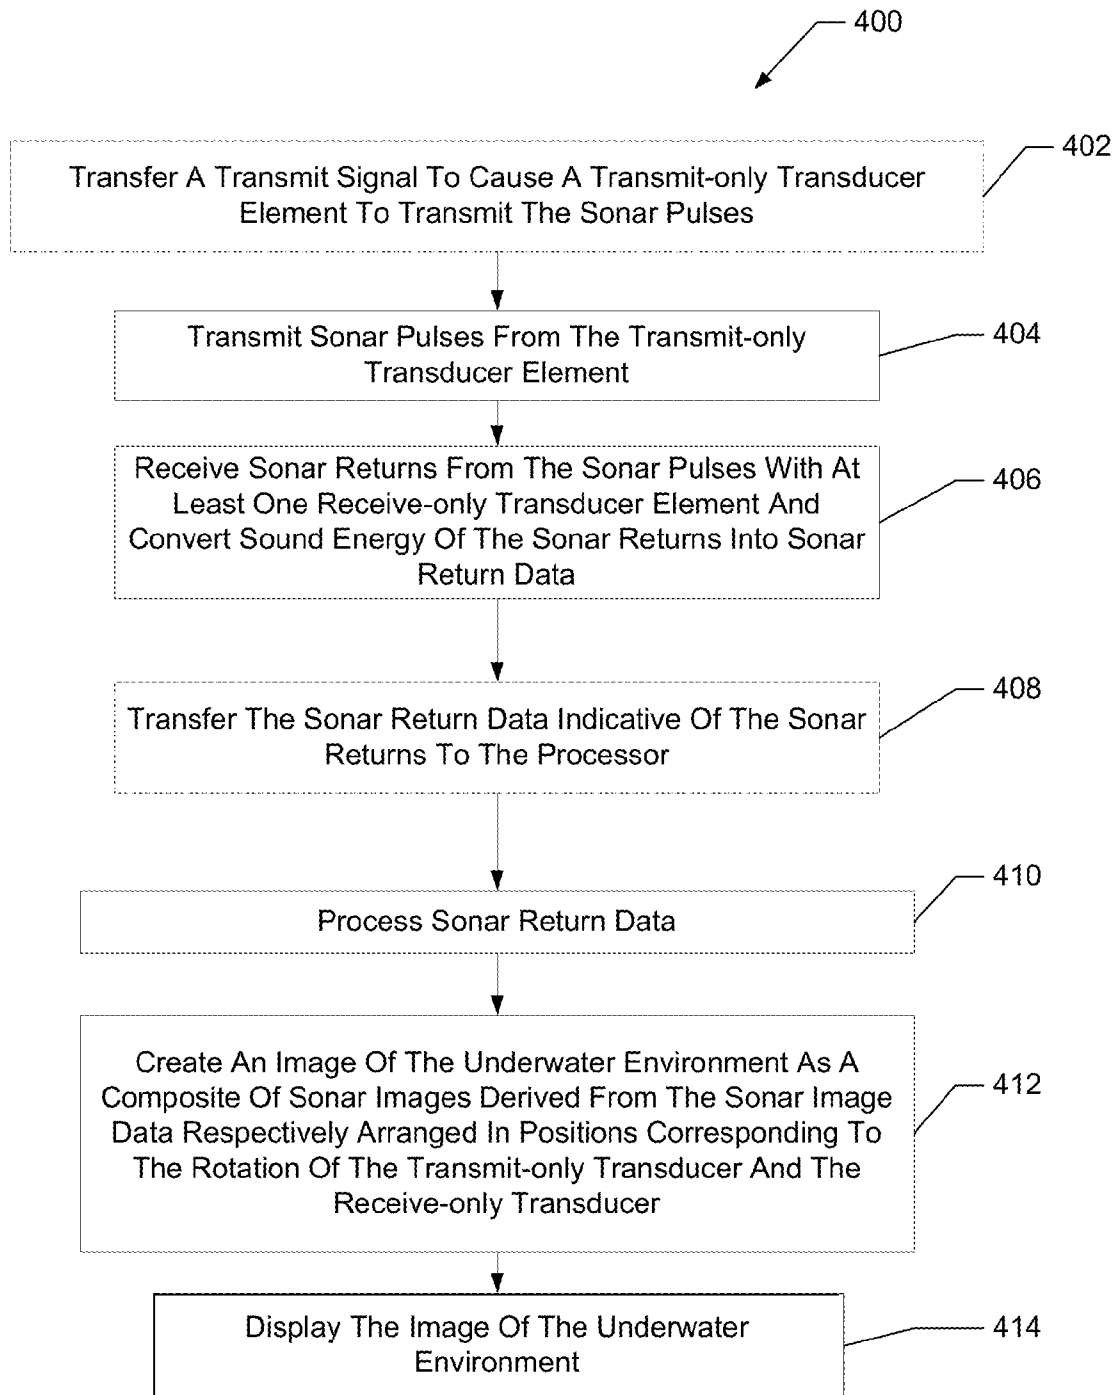 400
Transfer A Transmit Signal To Cause A Transmit-only Transducer
Element To Transmit The Sonar Pulses
402
Transmit Sonar Pulses From The Transmit-only
Transducer Element
404
Receive Sonar Returns From The Sonar Pulses With At
Least One Receive-only Transducer Element And
Convert Sound Energy Of The Sonar Returns Into Sonar
Return Data
406
Transfer The Sonar Return Data Indicative Of The Sonar
Returns To The Processor
408
Process Sonar Return Data
410
Create An Image Of The Underwater Environment As A
Composite Of Sonar Images Derived From The Sonar Image
Data Respectively Arranged In Positions Corresponding To
The Rotation Of The Transmit-only Transducer And The
Receive-only Transducer
412
Display The Image Of The Underwater
Environment
414